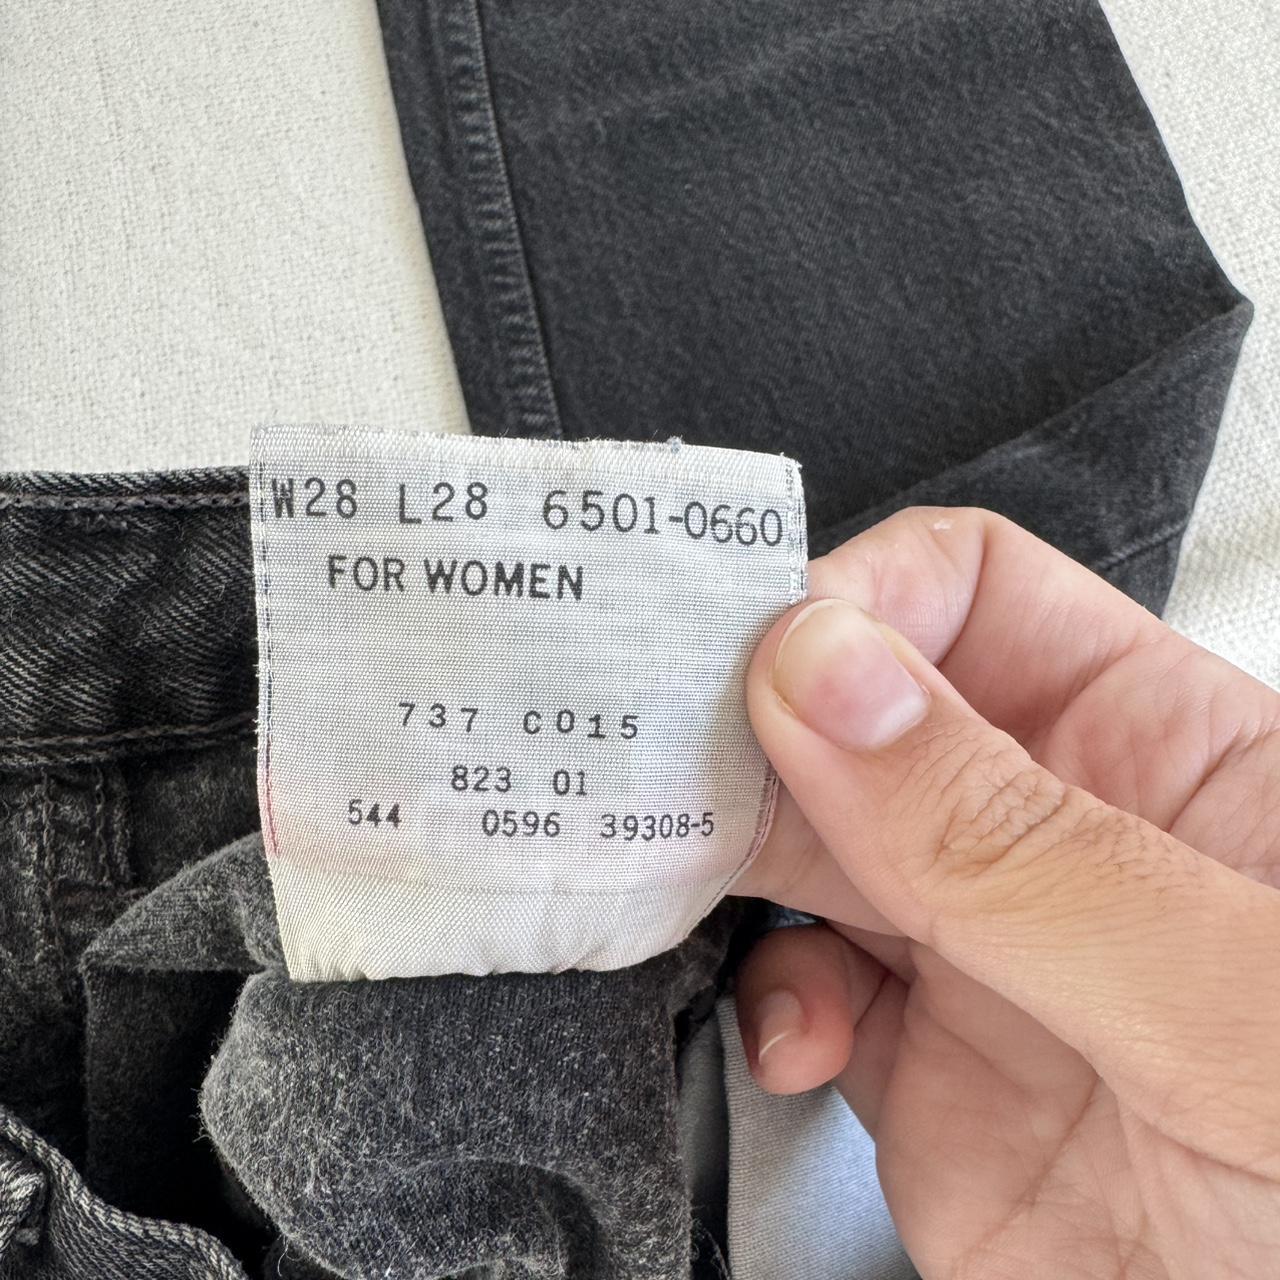 W28 L28 6501-0660
FOR WOMEN
737 C015
823 01
544 0596 39308-5